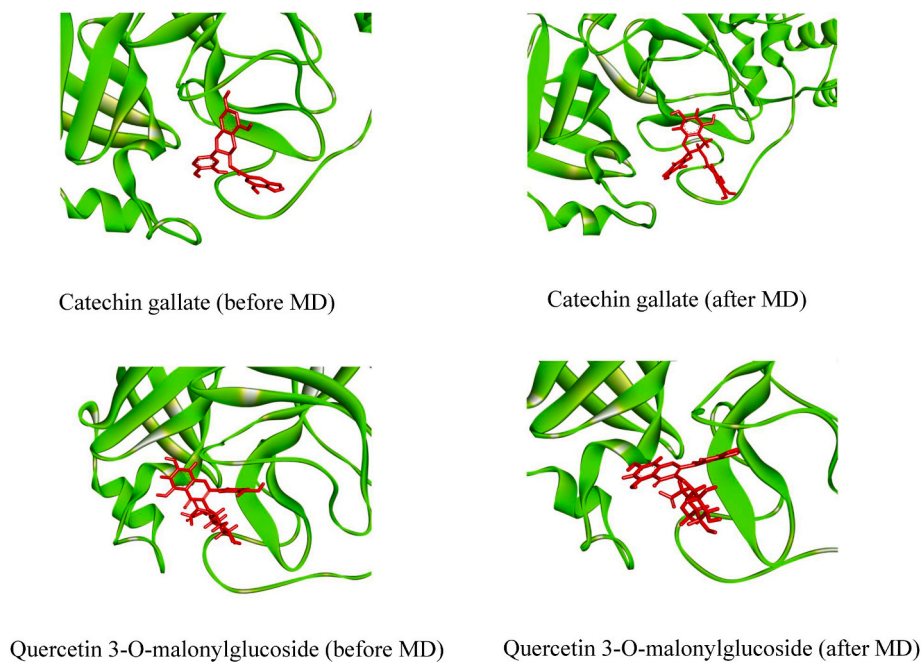 Catechin gallate (before MD)
Catechin gallate (after MD)
Quercetin 3-O-malonylglucoside (before MD)
Quercetin 3-O-malonylglucoside (after MD)